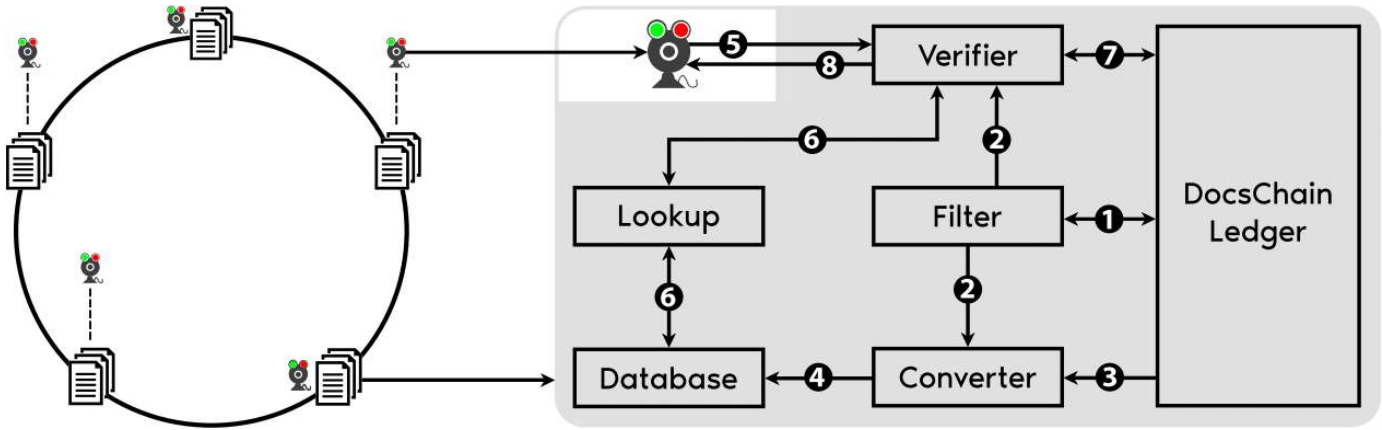 5
8
Verifier
7
6
2
Lookup
Filter
1
DocsChain
Ledger
6
2
Database
4
Converter
3